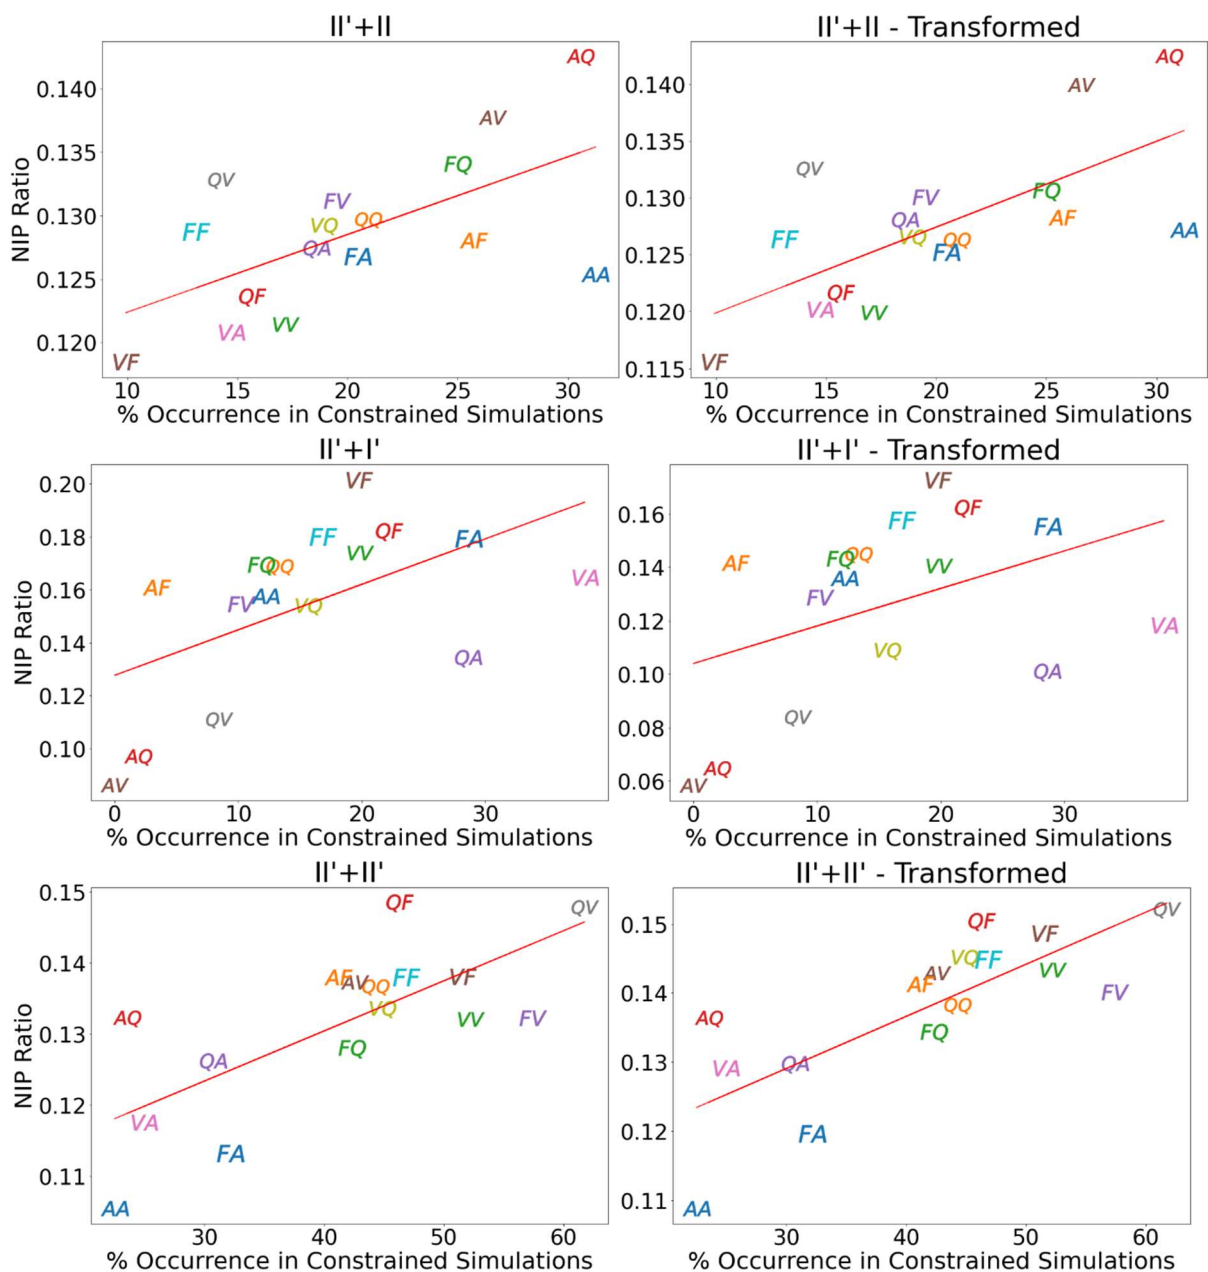 II'+II
II'+II - Transformed
NIP Ratio
0.140
0.135
0.130
0.125
0.120
AQ
AV
FQ
QV
FV
FF
VQ
QQ
QA
FA
AF
AA
QF
VA
VV
VF
10 15 20 25 30
% Occurrence in Constrained Simulations
0.140
0.135
0.130
0.125
0.120
0.115
AQ
AV
QV
FQ
FV
QA
AF
FF
VQ
QQ
FA
AA
QF
VA
VV
VF
10 15 20 25 30
% Occurrence in Constrained Simulations
II'+I'
II'+I' - Transformed
NIP Ratio
0.20
0.18
0.16
0.14
0.12
0.10
VF
QF
FF
FA
VV
FQ
QQ
VA
AF
FV
AA
VQ
QA
QV
AQ
AV
0 10 20 30
% Occurrence in Constrained Simulations
0.16
0.14
0.12
0.10
0.08
0.06
VF
QF
FF
FA
AF
FQ
QQ
VV
AA
FV
VA
VQ
QA
QV
AQ
AV
0 10 20 30
% Occurrence in Constrained Simulations
II'+II'
II'+II' - Transformed
NIP Ratio
0.15
0.14
0.13
0.12
0.11
QF
QV
AF
AV
QQ
FF
VF
VQ
AQ
VV
FV
FQ
QA
VA
FA
AA
30 40 50 60
% Occurrence in Constrained Simulations
0.15
0.14
0.13
0.12
0.11
QV
QF
VF
VQ
FF
AV
VV
AF
FV
QQ
AQ
FQ
VA
QA
FA
AA
30 40 50 60
% Occurrence in Constrained Simulations